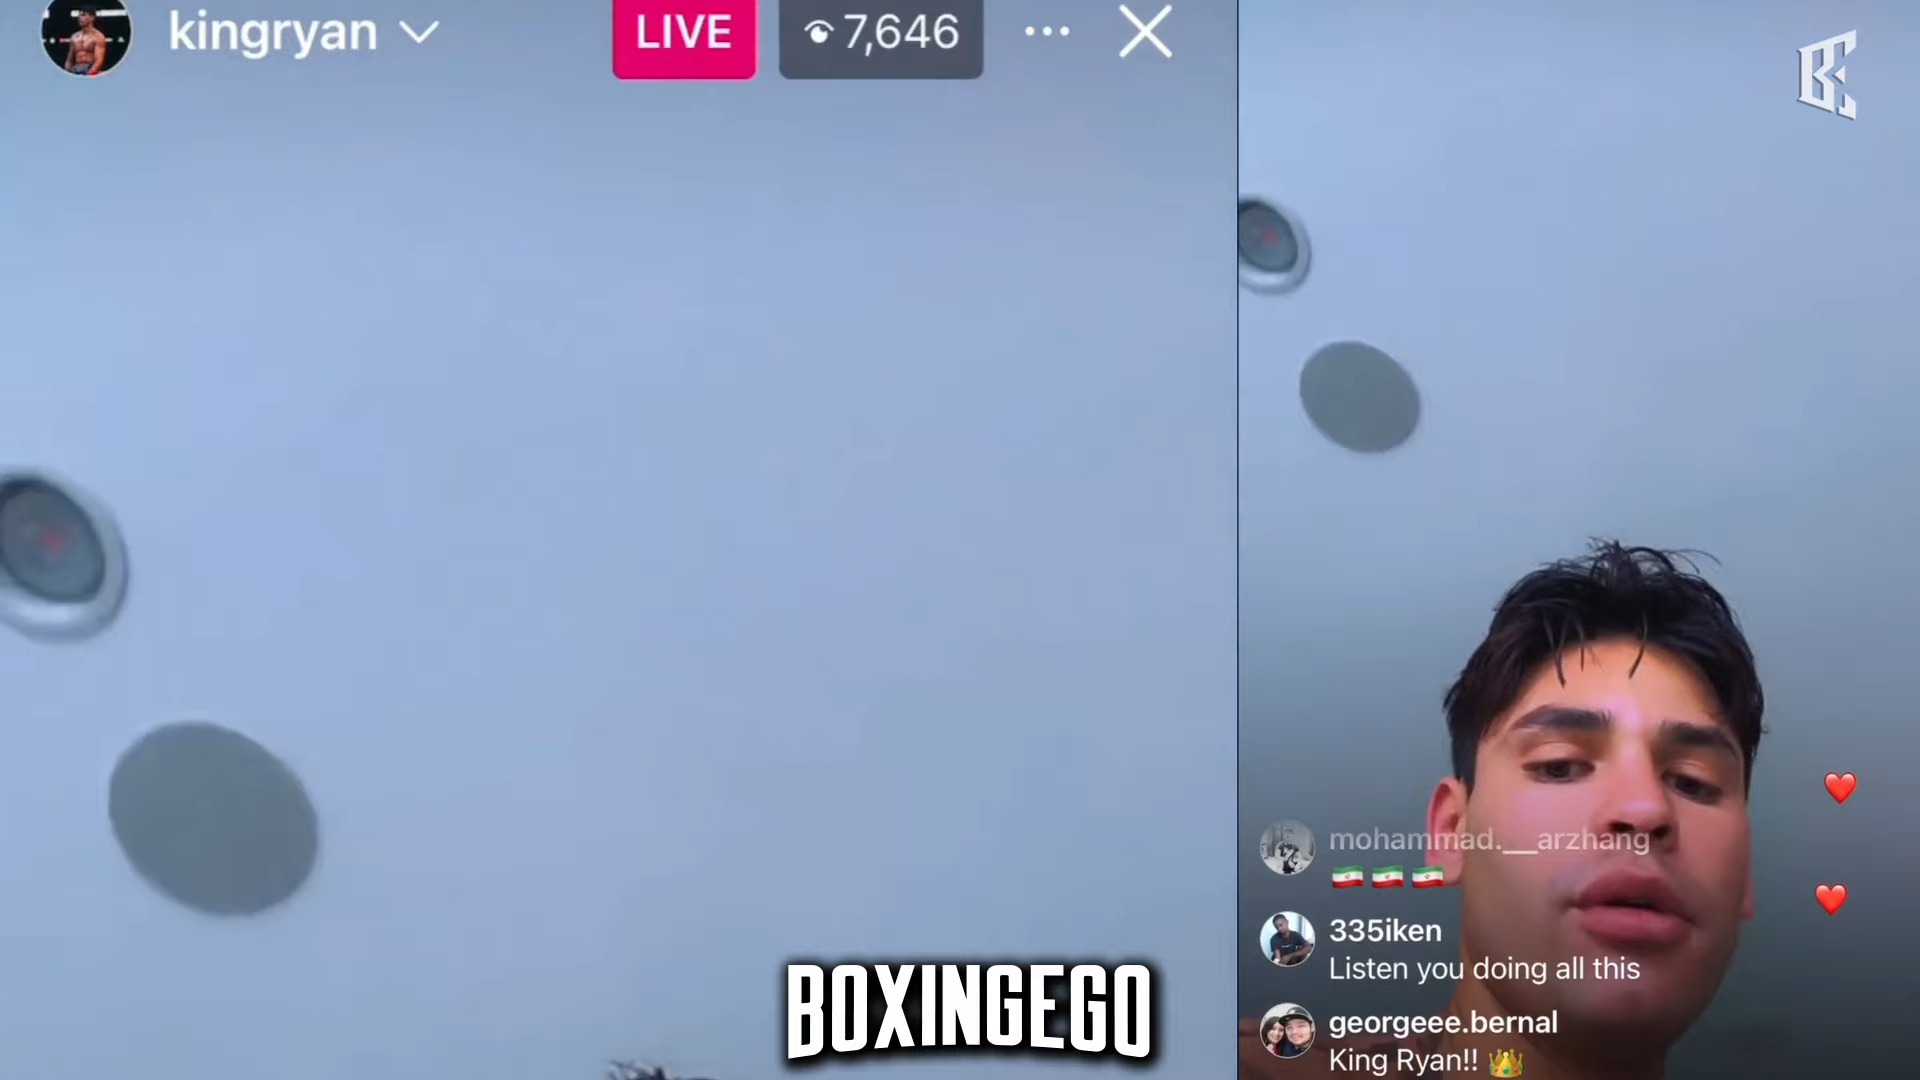 kingryan
LIVE
7,646
mohammad.__arzhang
🇮🇷 🇮🇷 🇮🇷
335iken
Listen you doing all this
georgeee.bernal
King Ryan!! 👑
BOXINGEGO